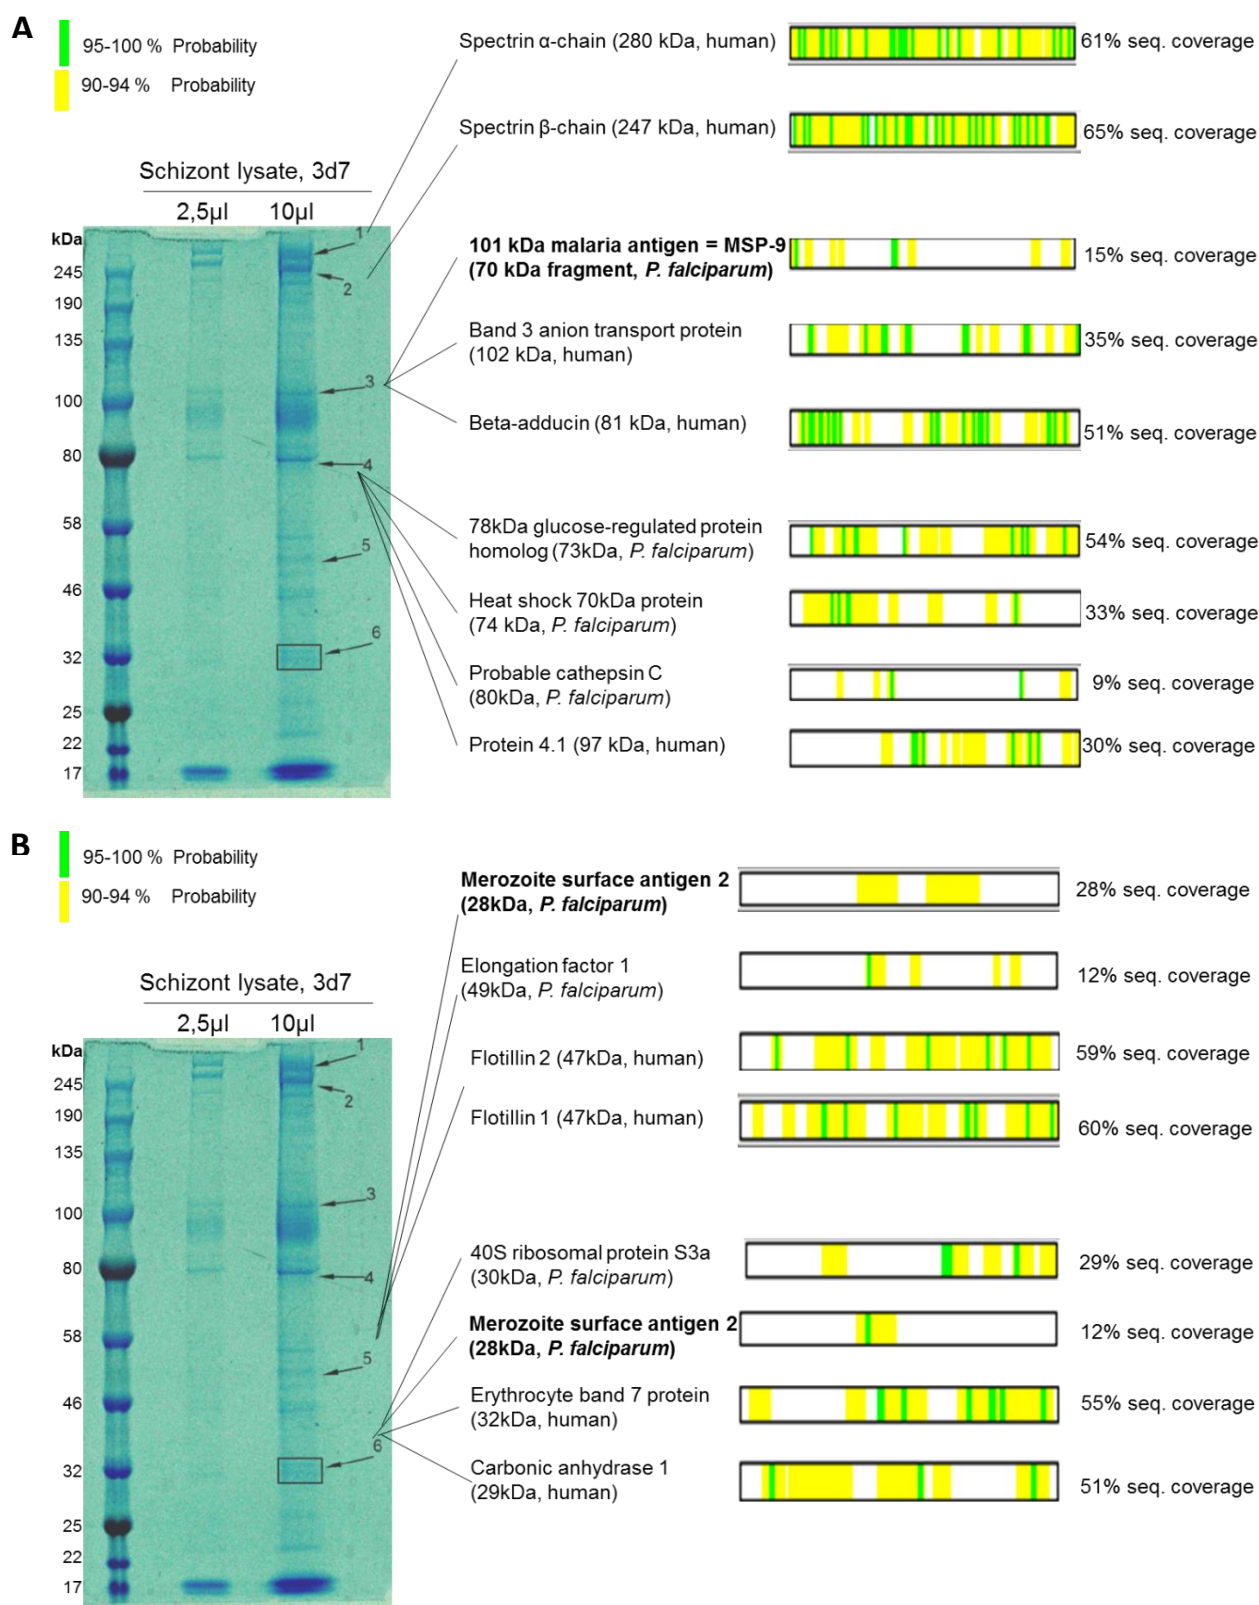 A
95-100 % Probability
90-94 % Probability
Schizont lysate, 3d7
2,5µl 10µl
kDa
245
190
135
100
80
58
46
32
25
22
17
1
2
3
4
5
6
Spectrin α-chain (280 kDa, human)
61% seq. coverage
Spectrin β-chain (247 kDa, human)
65% seq. coverage
101 kDa malaria antigen = MSP-9
(70 kDa fragment, P. falciparum)
15% seq. coverage
Band 3 anion transport protein
(102 kDa, human)
35% seq. coverage
Beta-adducin (81 kDa, human)
51% seq. coverage
78kDa glucose-regulated protein
homolog (73kDa, P. falciparum)
54% seq. coverage
Heat shock 70kDa protein
(74 kDa, P. falciparum)
33% seq. coverage
Probable cathepsin C
(80kDa, P. falciparum)
9% seq. coverage
Protein 4.1 (97 kDa, human)
30% seq. coverage
B
95-100 % Probability
90-94 % Probability
Schizont lysate, 3d7
2,5µl 10µl
kDa
245
190
135
100
80
58
46
32
25
22
17
1
2
3
4
5
6
Merozoite surface antigen 2
(28kDa, P. falciparum)
28% seq. coverage
Elongation factor 1
(49kDa, P. falciparum)
12% seq. coverage
Flotillin 2 (47kDa, human)
59% seq. coverage
Flotillin 1 (47kDa, human)
60% seq. coverage
40S ribosomal protein S3a
(30kDa, P. falciparum)
29% seq. coverage
Merozoite surface antigen 2
(28kDa, P. falciparum)
12% seq. coverage
Erythrocyte band 7 protein
(32kDa, human)
55% seq. coverage
Carbonic anhydrase 1
(29kDa, human)
51% seq. coverage